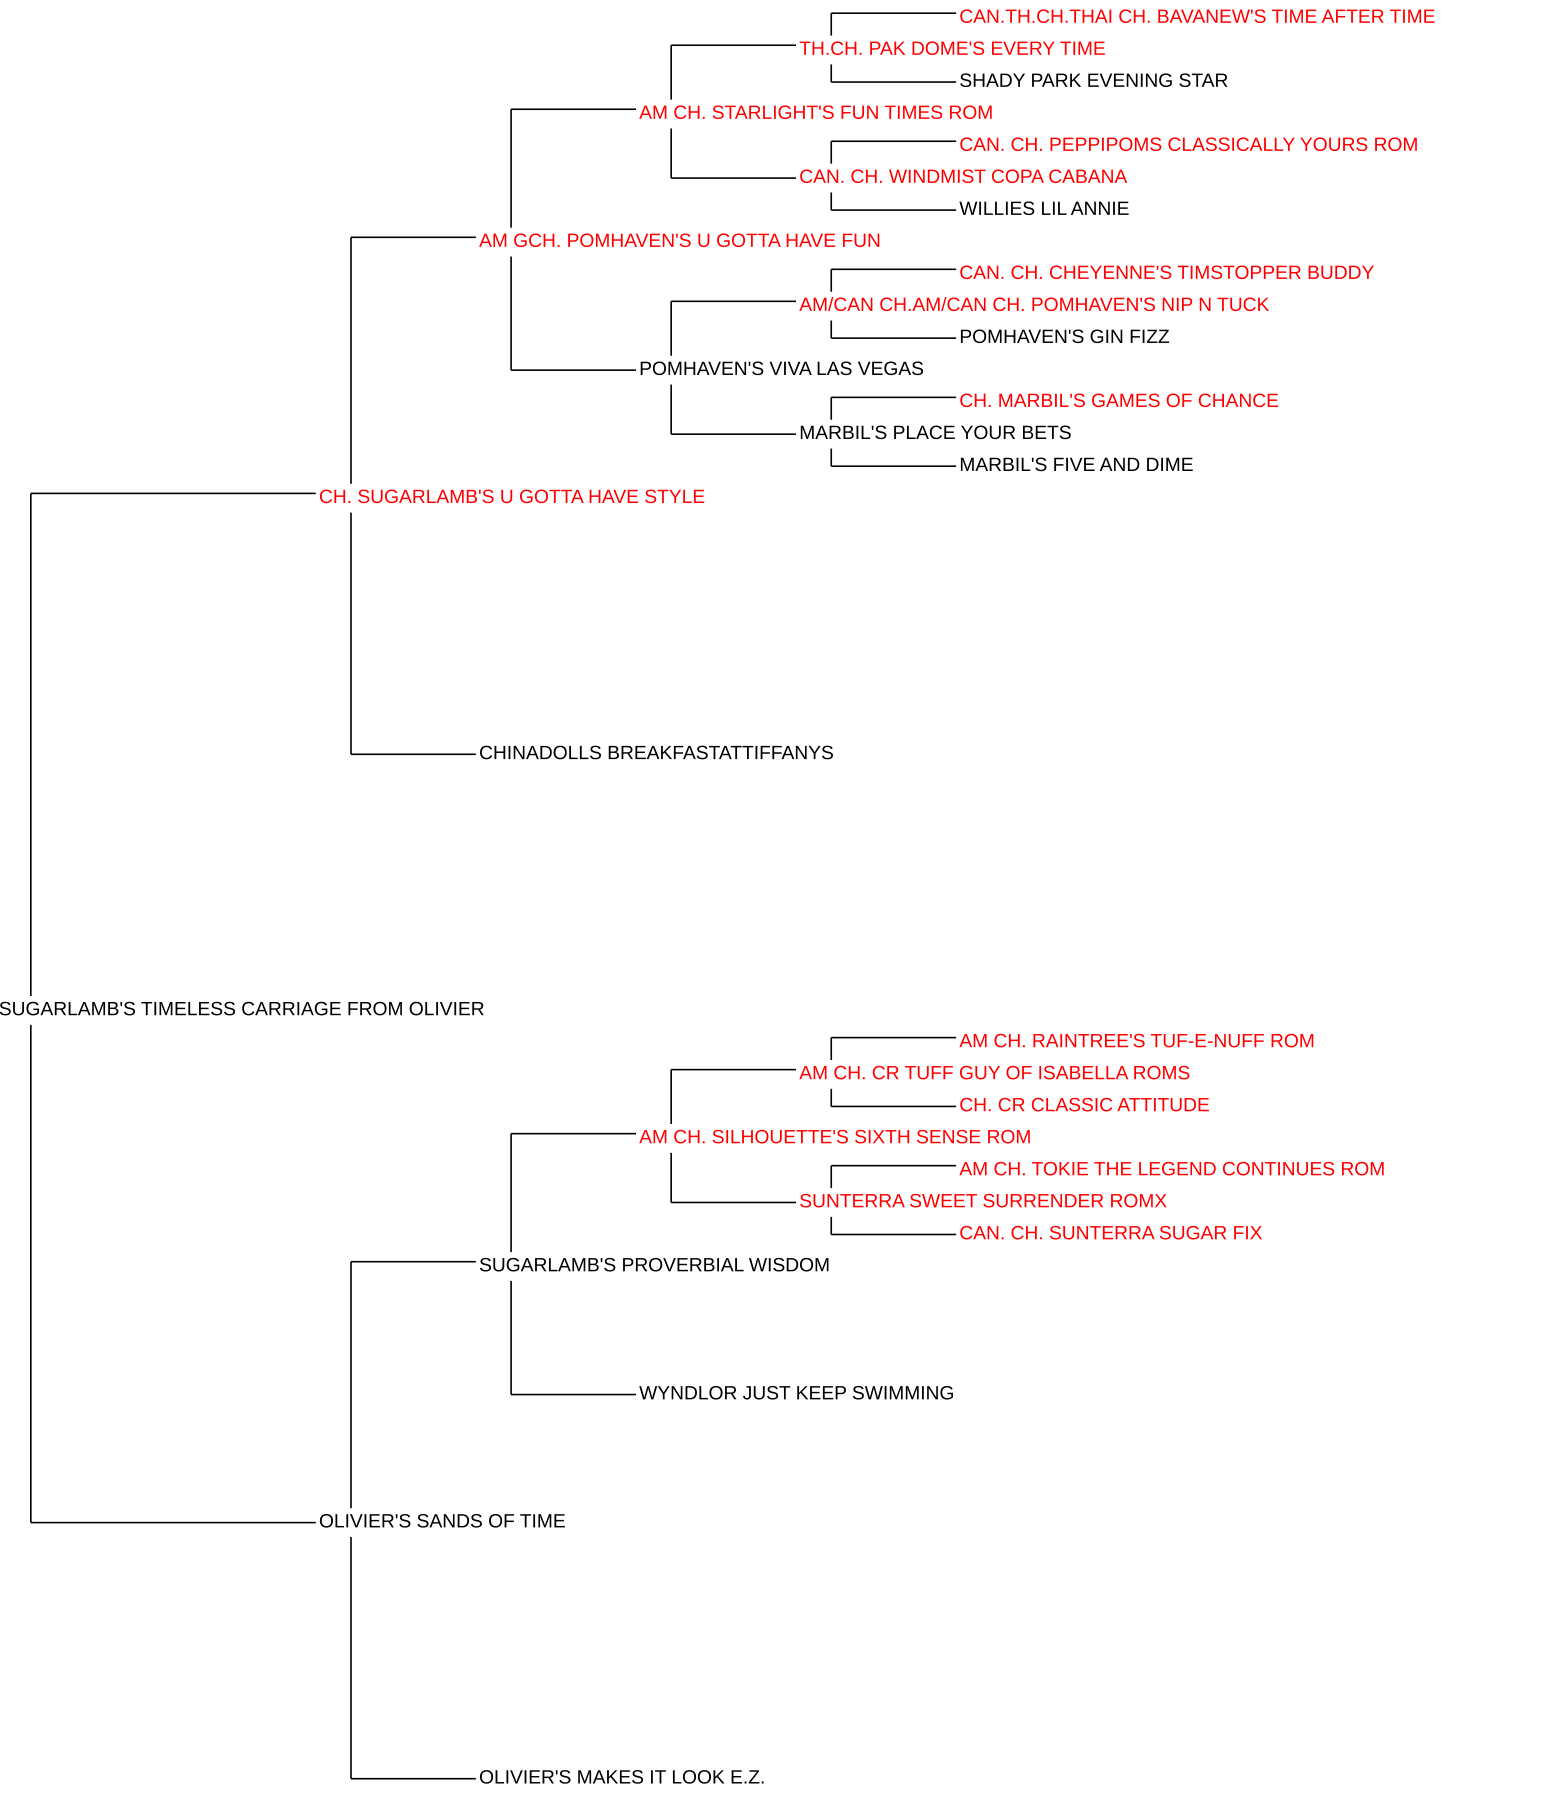 CAN.TH.CH.THAI CH. BAVANEW'S TIME AFTER TIME
TH.CH. PAK DOME'S EVERY TIME
SHADY PARK EVENING STAR
AM CH. STARLIGHT'S FUN TIMES ROM
CAN. CH. PEPPIPOMS CLASSICALLY YOURS ROM
CAN. CH. WINDMIST COPA CABANA
WILLIES LIL ANNIE
AM GCH. POMHAVEN'S U GOTTA HAVE FUN
CAN. CH. CHEYENNE'S TIMSTOPPER BUDDY
AM/CAN CH.AM/CAN CH. POMHAVEN'S NIP N TUCK
POMHAVEN'S GIN FIZZ
POMHAVEN'S VIVA LAS VEGAS
CH. MARBIL'S GAMES OF CHANCE
MARBIL'S PLACE YOUR BETS
MARBIL'S FIVE AND DIME
CH. SUGARLAMB'S U GOTTA HAVE STYLE
CHINADOLLS BREAKFASTATTIFFANYS
SUGARLAMB'S TIMELESS CARRIAGE FROM OLIVIER
AM CH. RAINTREE'S TUF-E-NUFF ROM
AM CH. CR TUFF GUY OF ISABELLA ROMS
CH. CR CLASSIC ATTITUDE
AM CH. SILHOUETTE'S SIXTH SENSE ROM
AM CH. TOKIE THE LEGEND CONTINUES ROM
SUNTERRA SWEET SURRENDER ROMX
CAN. CH. SUNTERRA SUGAR FIX
SUGARLAMB'S PROVERBIAL WISDOM
WYNDLOR JUST KEEP SWIMMING
OLIVIER'S SANDS OF TIME
OLIVIER'S MAKES IT LOOK E.Z.